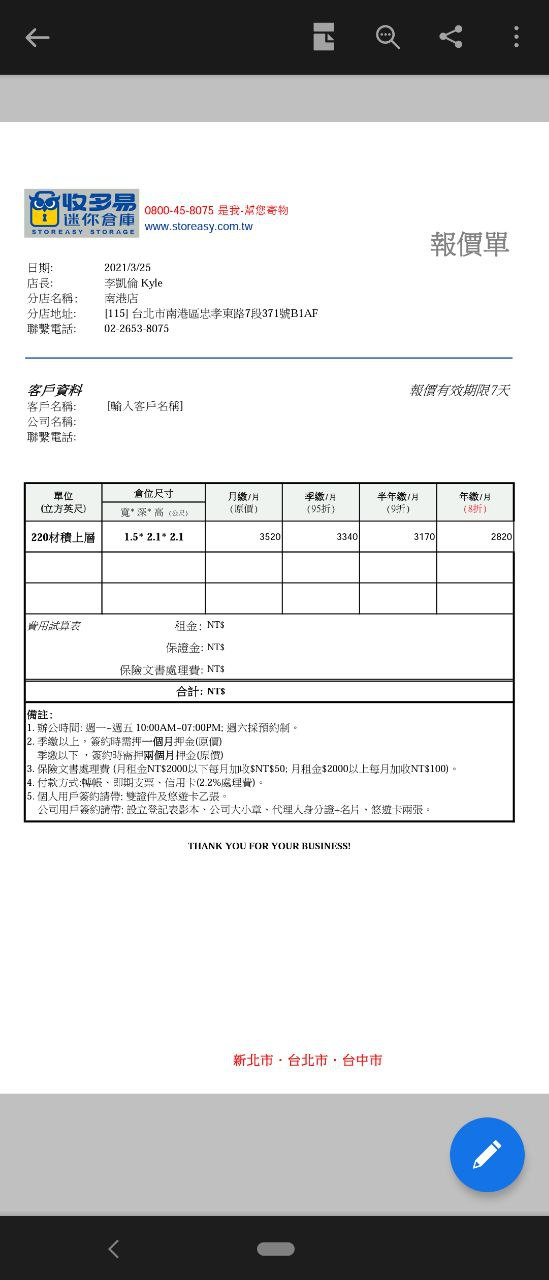 收多易
迷你倉庫
STOREASY STORAGE
0800-45-8075 是我-幫您寄物
www.storeasy.com.tw
報價單
日期: 2021/3/25
店長: 李凱倫 Kyle
分店名稱: 南港店
分店地址: [115] 台北市南港區忠孝東路7段371號B1AF
聯繫電話: 02-2653-8075
客戶資料 報價有效期限7天
客戶名稱: [輸入客戶名稱]
公司名稱:
聯繫電話:
單位 (立方英尺) 倉位尺寸 寬* 深* 高 (公尺) 月繳/月 (原價) 季繳/月 (95折) 半年繳/月 (9折) 年繳/月 (8折)
220材積上層 1.5* 2.1* 2.1 3520 3340 3170 2820
費用試算表 租金: NT$
保證金: NT$
保險文書處理費: NT$
合計: NT$
備註:
1. 辦公時間: 週一~週五 10:00AM~07:00PM; 週六採預約制。
2. 季繳以上，簽約時需押一個月押金(原價)
季繳以下，簽約時需押兩個月押金(原價)
3. 保險文書處理費 (月租金NT$2000以下每月加收$NT$50; 月租金$2000以上每月加收NT$100)。
4. 付款方式:轉帳、即期支票、信用卡(2.2%處理費)。
5. 個人用戶簽約請帶: 雙證件及悠遊卡乙張。
公司用戶簽約請帶: 設立登記表影本、公司大小章、代理人身分證+名片、悠遊卡兩張。
THANK YOU FOR YOUR BUSINESS!
新北市・台北市・台中市